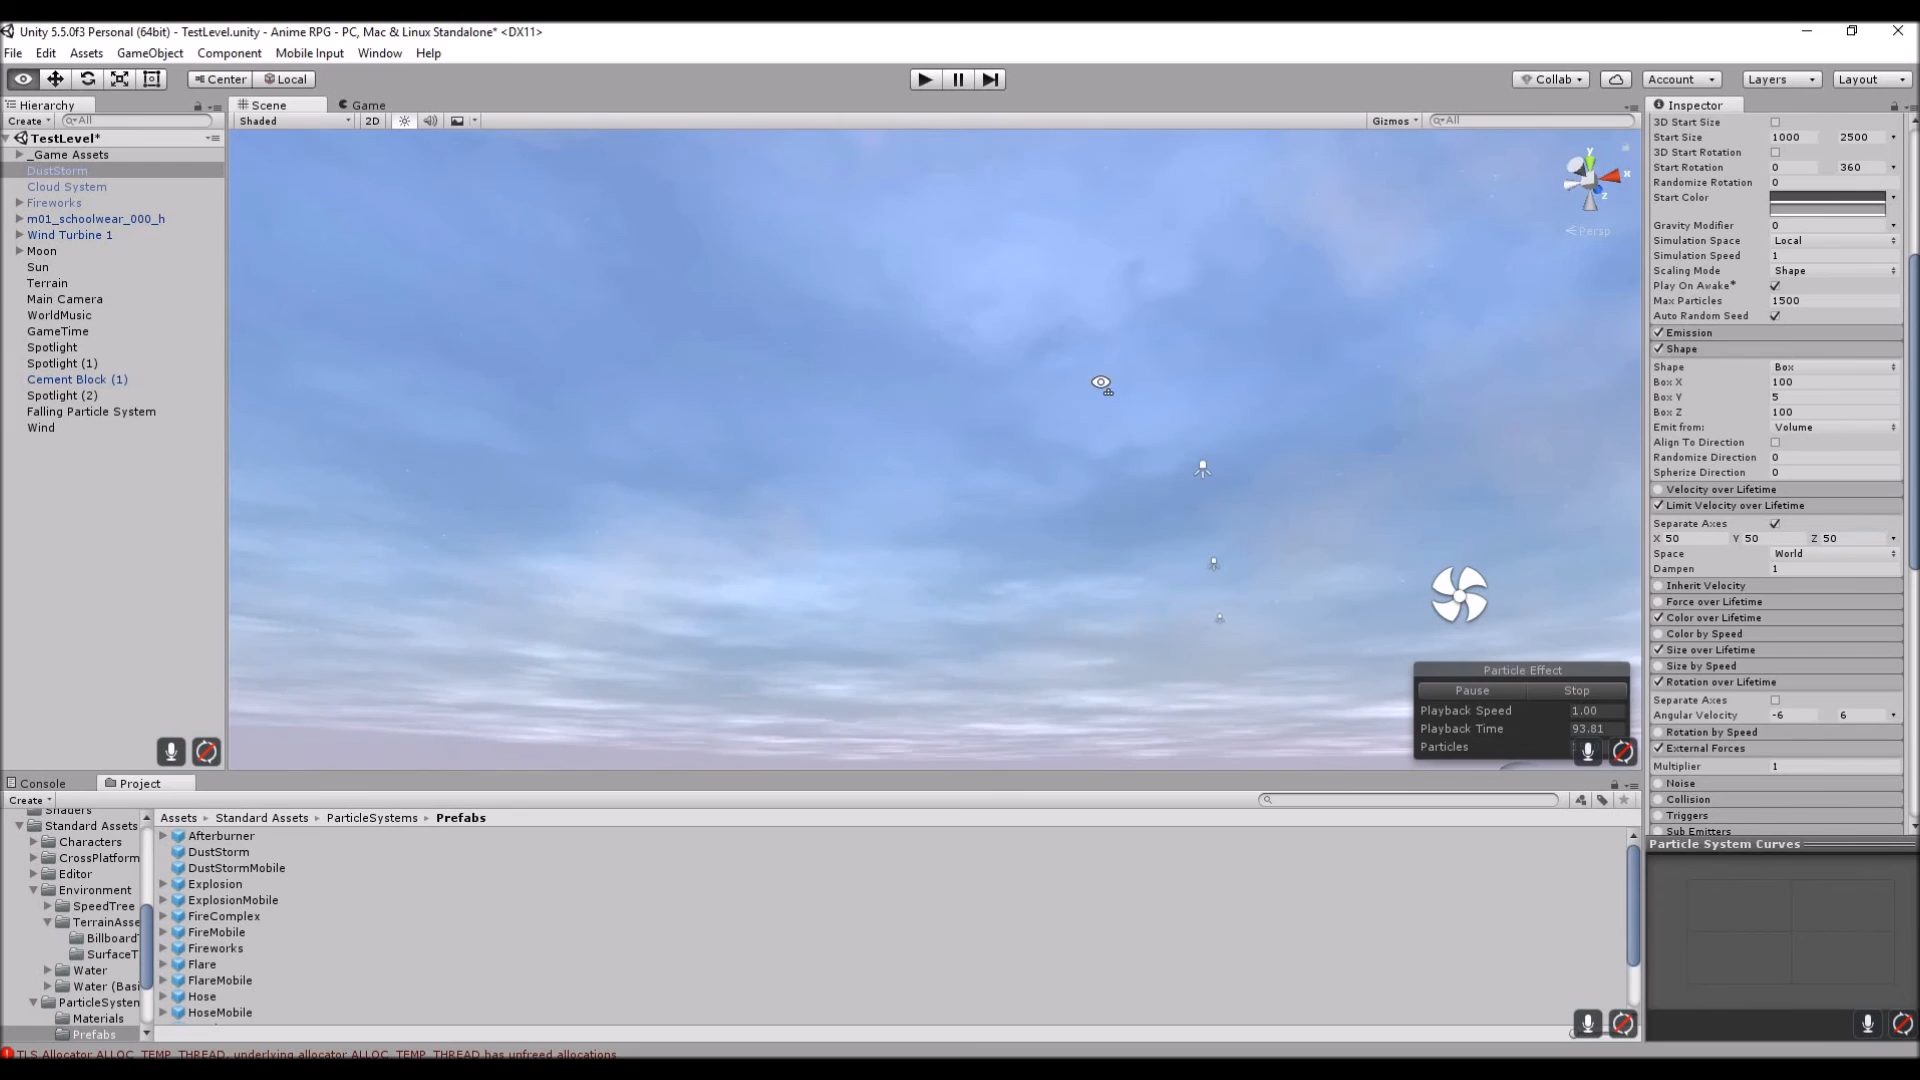 Unity 5.5.0f3 Personal (64bit) - TestLevel.unity - Anime RPG - PC, Mac & Linux Standalone* <DX11>
File Edit Assets GameObject Component Mobile Input Window Help
Center Local
Collab Account Layers Layout
Hierarchy
Create All
TestLevel*
_Game Assets
DustStorm
Cloud System
Fireworks
m01_schoolwear_000_h
Wind Turbine 1
Moon
Sun
Terrain
Main Camera
WorldMusic
GameTime
Spotlight
Spotlight (1)
Cement Block (1)
Spotlight (2)
Falling Particle System
Wind
Scene Game
Shaded 2D Gizmos All
y
x
z
Persp
Particle Effect
Pause Stop
Playback Speed 1.00
Playback Time 93.81
Particles
Inspector
3D Start Size
Start Size 1000 2500
3D Start Rotation
Start Rotation 0 360
Randomize Rotation 0
Start Color
Gravity Modifier 0
Simulation Space Local
Simulation Speed 1
Scaling Mode Shape
Play On Awake*
Max Particles 1500
Auto Random Seed
Emission
Shape
Shape Box
Box X 100
Box Y 5
Box Z 100
Emit from: Volume
Align To Direction
Randomize Direction 0
Spherize Direction 0
Velocity over Lifetime
Limit Velocity over Lifetime
Separate Axes
X 50 Y 50 Z 50
Space World
Dampen 1
Inherit Velocity
Force over Lifetime
Color over Lifetime
Color by Speed
Size over Lifetime
Size by Speed
Rotation over Lifetime
Separate Axes
Angular Velocity -6 6
Rotation by Speed
External Forces
Multiplier 1
Noise
Collision
Triggers
Sub Emitters
Particle System Curves
Console Project
Create
Shaders
Standard Assets
Characters
CrossPlatform
Editor
Environment
SpeedTree
TerrainAsse
Billboard
SurfaceT
Water
Water (Basi
ParticleSystem
Materials
Prefabs
Assets Standard Assets ParticleSystems Prefabs
Afterburner
DustStorm
DustStormMobile
Explosion
ExplosionMobile
FireComplex
FireMobile
Fireworks
Flare
FlareMobile
Hose
HoseMobile
TLS Allocator ALLOC_TEMP_THREAD, underlying allocator ALLOC_TEMP_THREAD has unfreed allocations